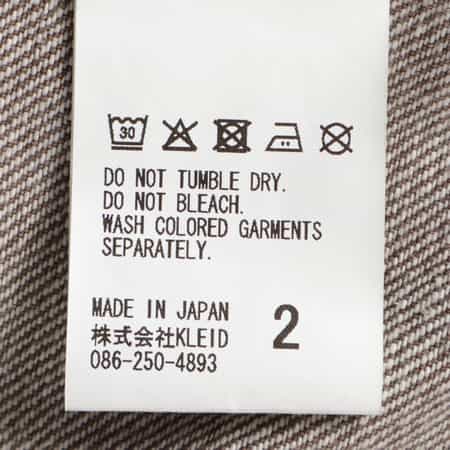 30
DO NOT TUMBLE DRY.
DO NOT BLEACH.
WASH COLORED GARMENTS
SEPARATELY.
MADE IN JAPAN
株式会社KLEID
086-250-4893
2